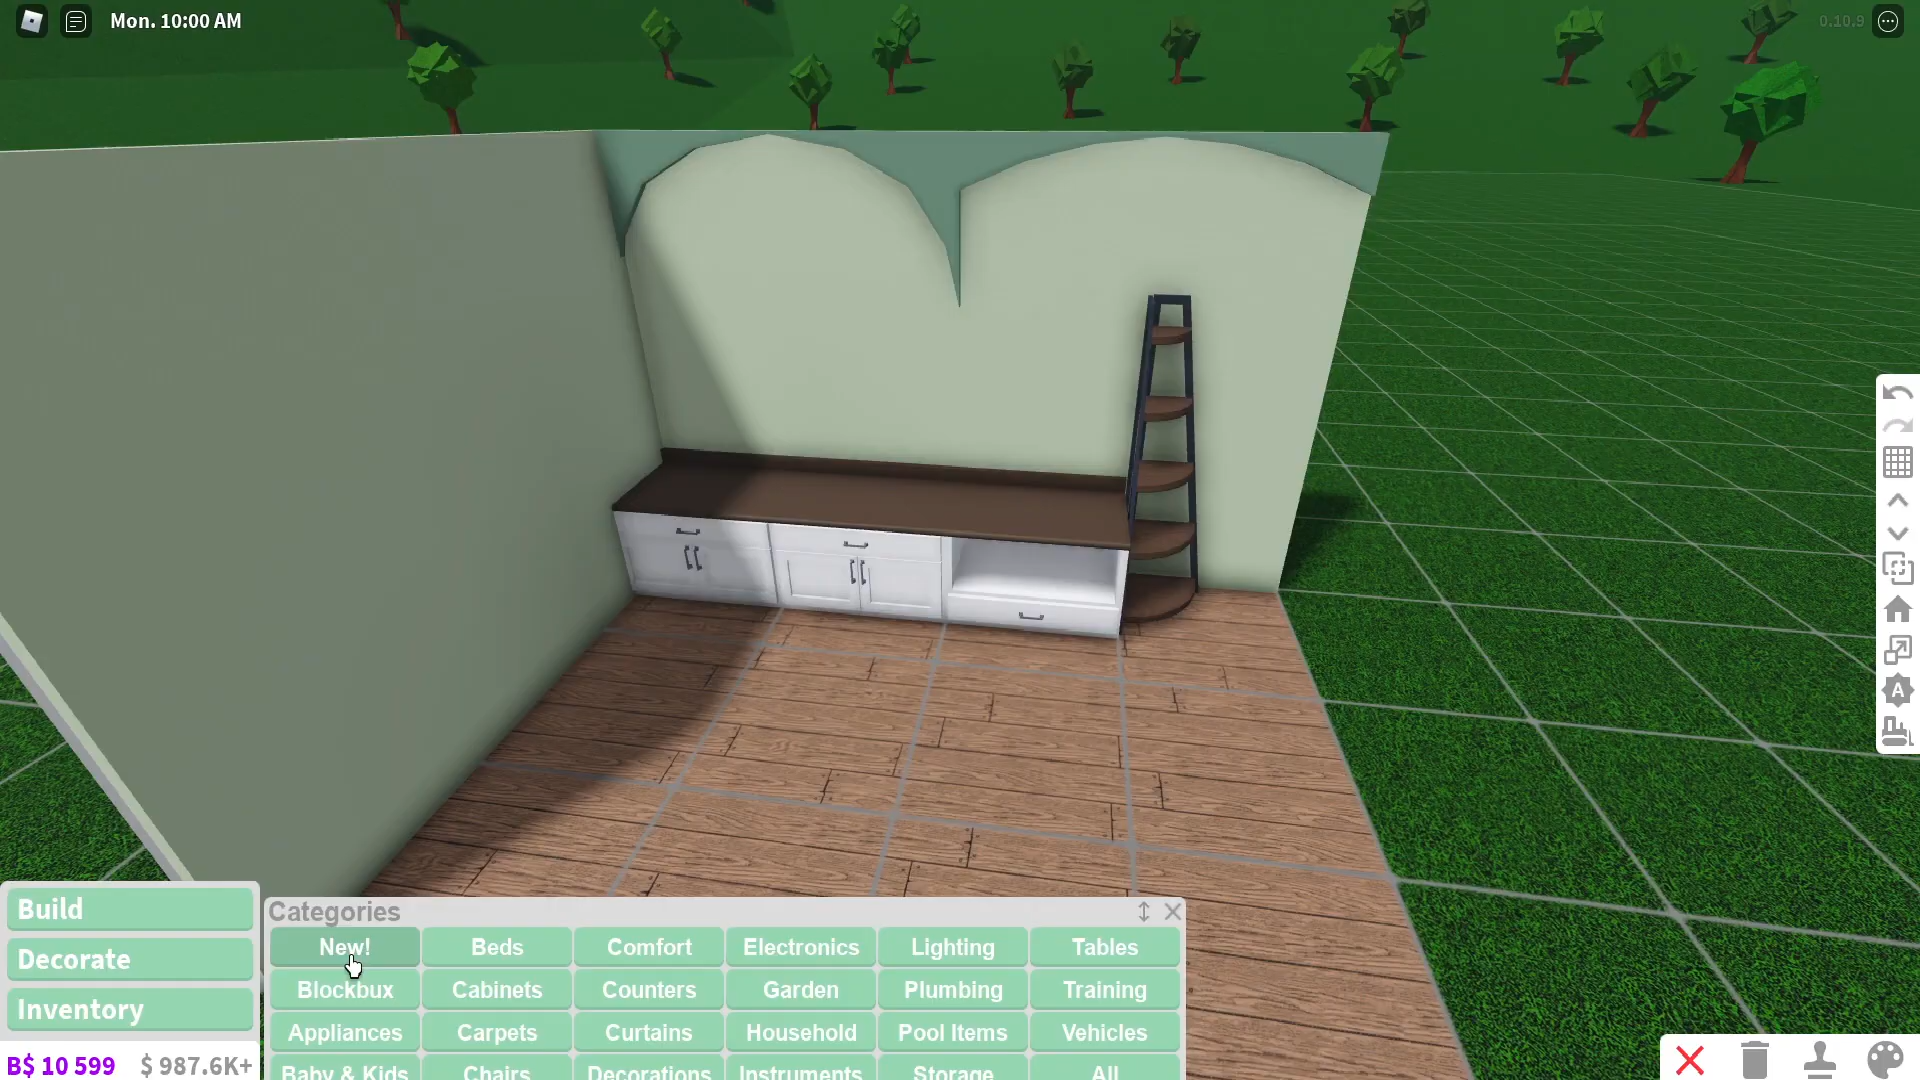 Mon. 10:00 AM
0.10.9
Build
Decorate
Inventory
B$ 10 599 $ 987.6K+
Categories
New! Beds Comfort Electronics Lighting Tables
Blockbux Cabinets Counters Garden Plumbing Training
Appliances Carpets Curtains Household Pool Items Vehicles
Baby & Kids Chairs Decorations Instruments Storage All
A